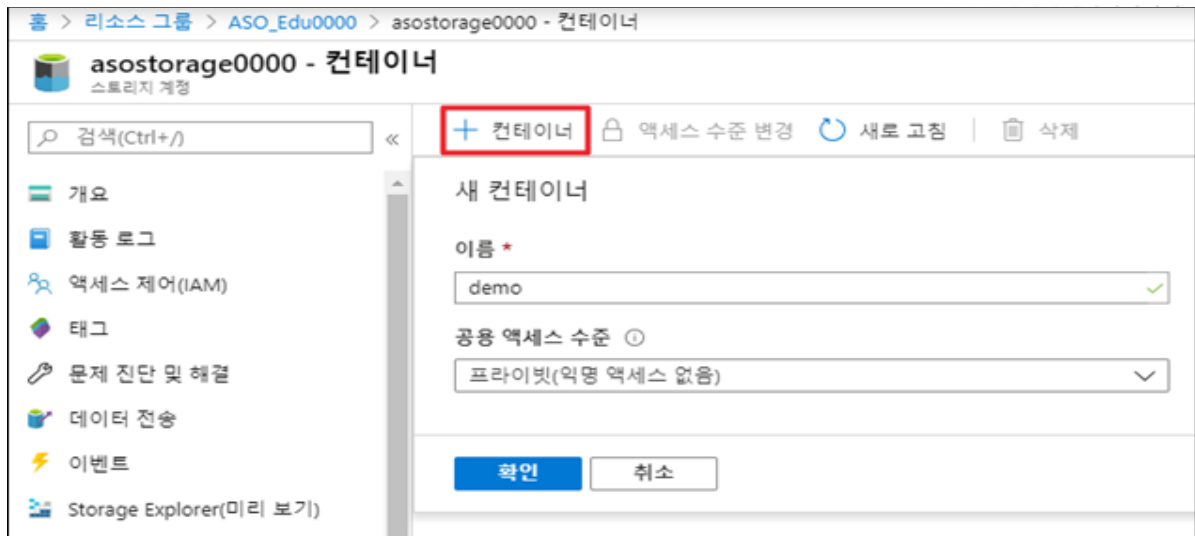 홈 > 리소스 그룹 > ASO_Edu0000 > asostorage0000 - 컨테이너
asostorage0000 - 컨테이너
스토리지 계정
검색(Ctrl+/)
«
+ 컨테이너
액세스 수준 변경
새로 고침
삭제
개요
활동 로그
액세스 제어(IAM)
태그
문제 진단 및 해결
데이터 전송
이벤트
Storage Explorer(미리 보기)
새 컨테이너
이름 *
demo
공용 액세스 수준
프라이빗(익명 액세스 없음)
확인
취소